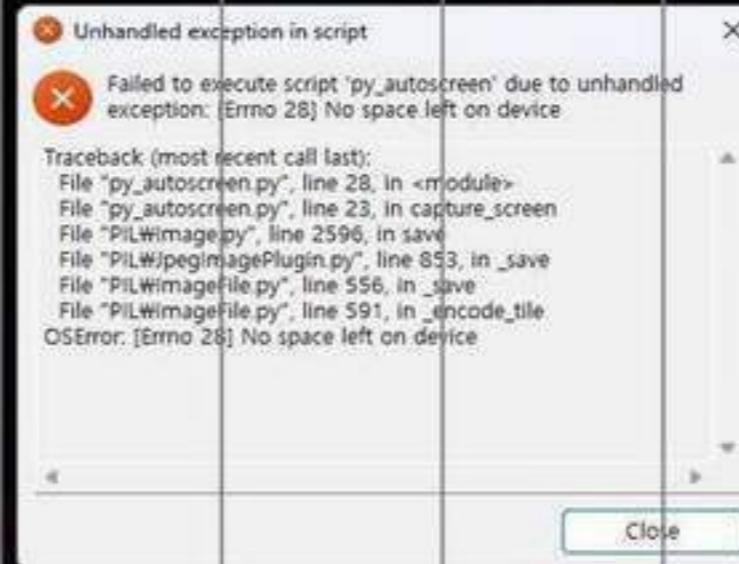 Unhandled exception in script
Failed to execute script 'py_autoscreen' due to unhandled
exception: [Errno 28] No space left on device
Traceback (most recent call last):
File "py_autoscreen.py", line 28, in <module>
File "py_autoscreen.py", line 23, in capture_screen
File "PIL₩Image.py", line 2596, in save
File "PIL₩JpegImagePlugin.py", line 853, in _save
File "PIL₩ImageFile.py", line 556, in _save
File "PIL₩ImageFile.py", line 591, in _encode_tile
OSError: [Errno 28] No space left on device
Close